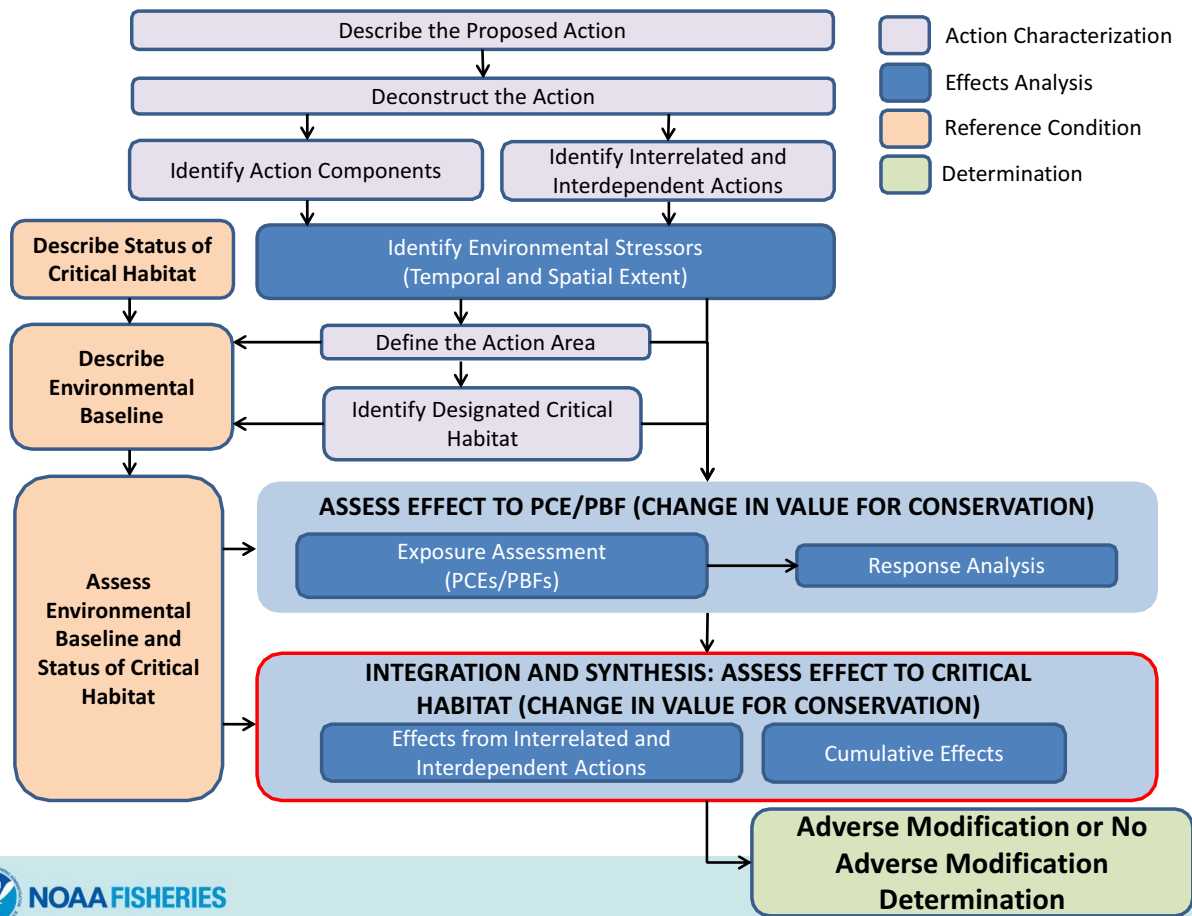 Describe the Proposed Action
Deconstruct the Action
Identify Action Components
Identify Interrelated and
Interdependent Actions
Action Characterization
Effects Analysis
Reference Condition
Determination
Describe Status of
Critical Habitat
Identify Environmental Stressors
(Temporal and Spatial Extent)
Describe
Environmental
Baseline
Define the Action Area
Identify Designated Critical
Habitat
Assess
Environmental
Baseline and
Status of Critical
Habitat
ASSESS EFFECT TO PCE/PBF (CHANGE IN VALUE FOR CONSERVATION)
Exposure Assessment
(PCEs/PBFs)
Response Analysis
INTEGRATION AND SYNTHESIS: ASSESS EFFECT TO CRITICAL
HABITAT (CHANGE IN VALUE FOR CONSERVATION)
Effects from Interrelated and
Interdependent Actions
Cumulative Effects
Adverse Modification or No
Adverse Modification
Determination
NOAA FISHERIES